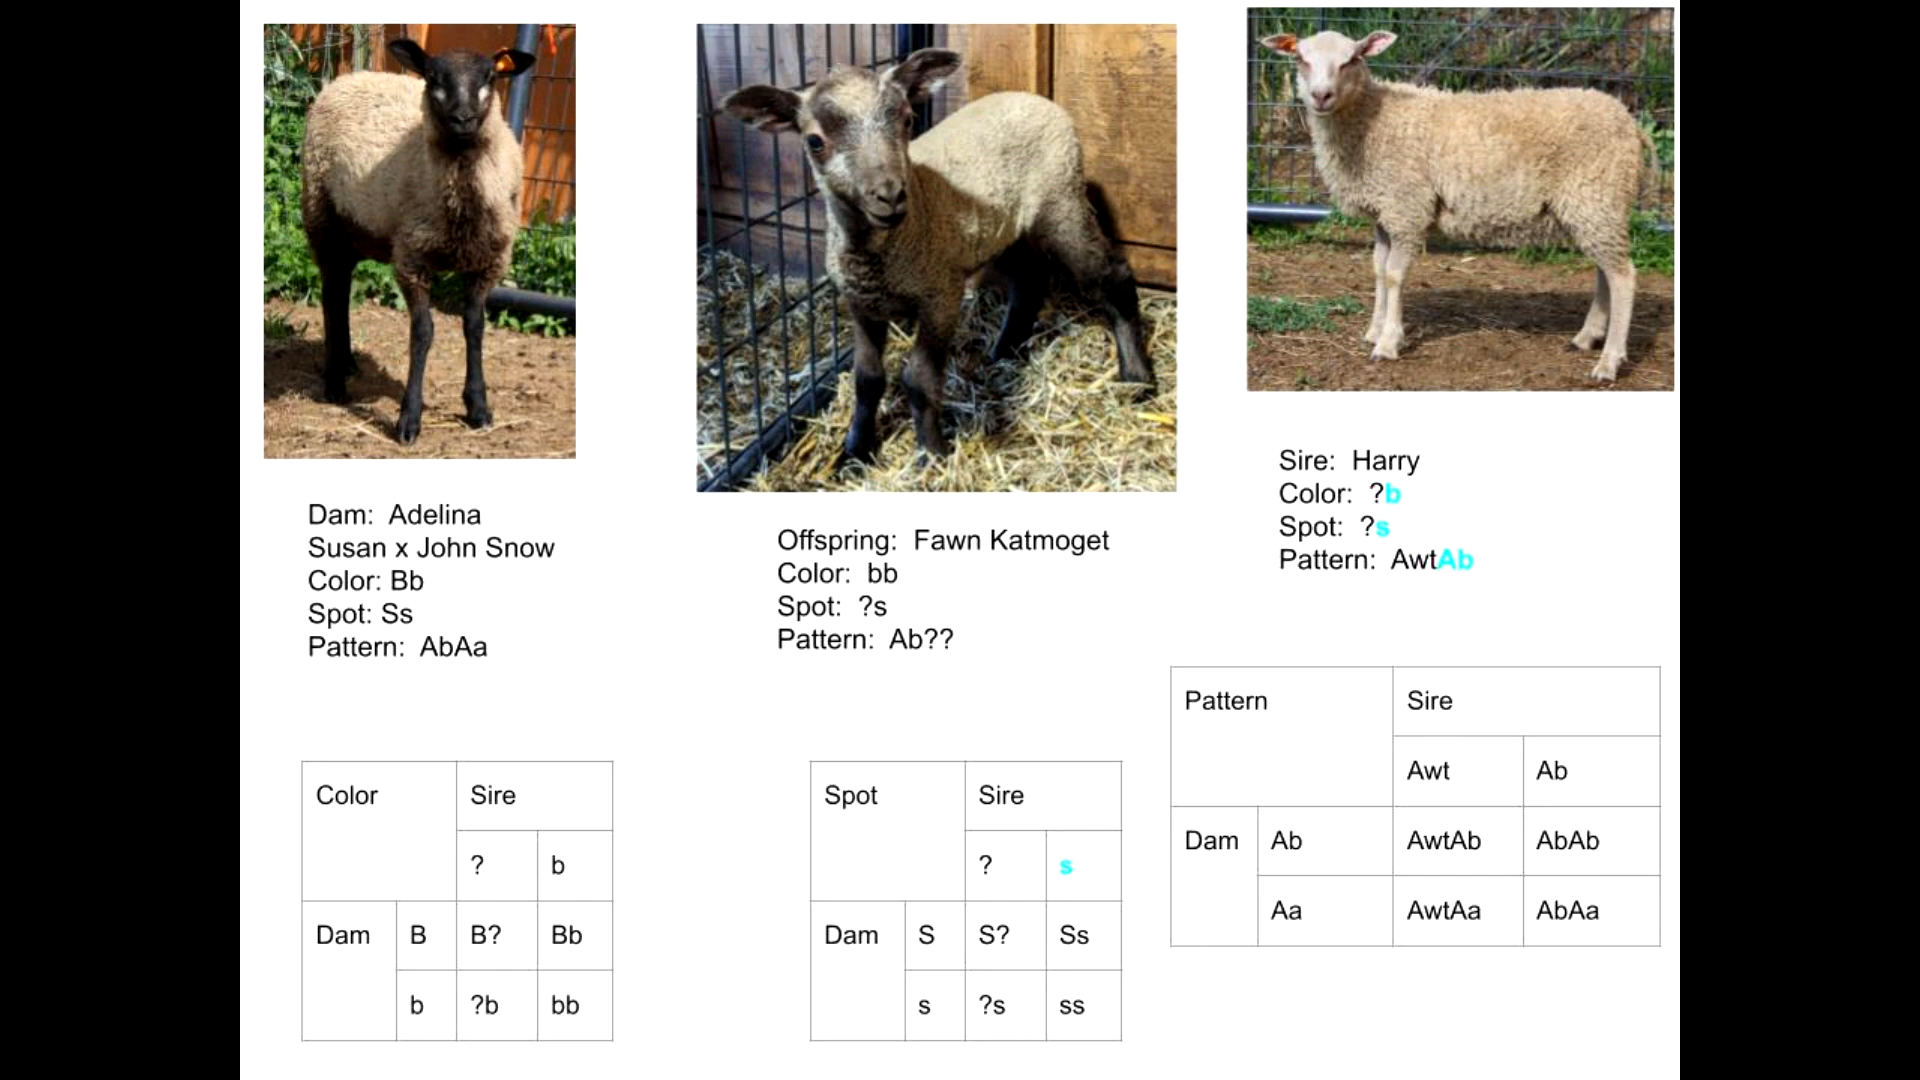 Dam: Adelina
Susan x John Snow
Color: Bb
Spot: Ss
Pattern: AbAa
Offspring: Fawn Katmoget
Color: bb
Spot: ?s
Pattern: Ab??
Sire: Harry
Color: ?b
Spot: ?s
Pattern: AwtAb
Color Sire
? b
Dam B B? Bb
b ?b bb
Spot Sire
? s
Dam S S? Ss
s ?s ss
Pattern Sire
Awt Ab
Dam Ab AwtAb AbAb
Aa AwtAa AbAa